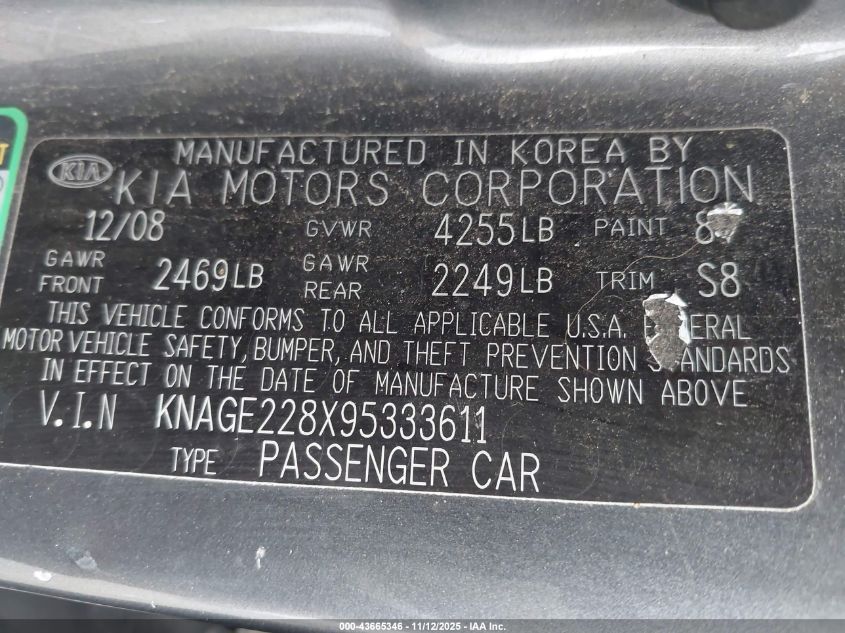 MANUFACTURED IN KOREA BY
KIA KIA MOTORS CORPORATION
12/08 GVWR 4255LB PAINT
GAWR FRONT 2469LB GAWR REAR 2249LB TRIM S8
THIS VEHICLE CONFORMS TO ALL APPLICABLE U.S.A.
MOTOR VEHICLE SAFETY, BUMPER, AND THEFT PREVENTION
IN EFFECT ON THE DATE OF MANUFACTURE SHOWN ABOVE
V.I.N KNAGE228X95333611
TYPE PASSENGER CAR
000-43665346 - 11/12/2025 - IAA Inc.